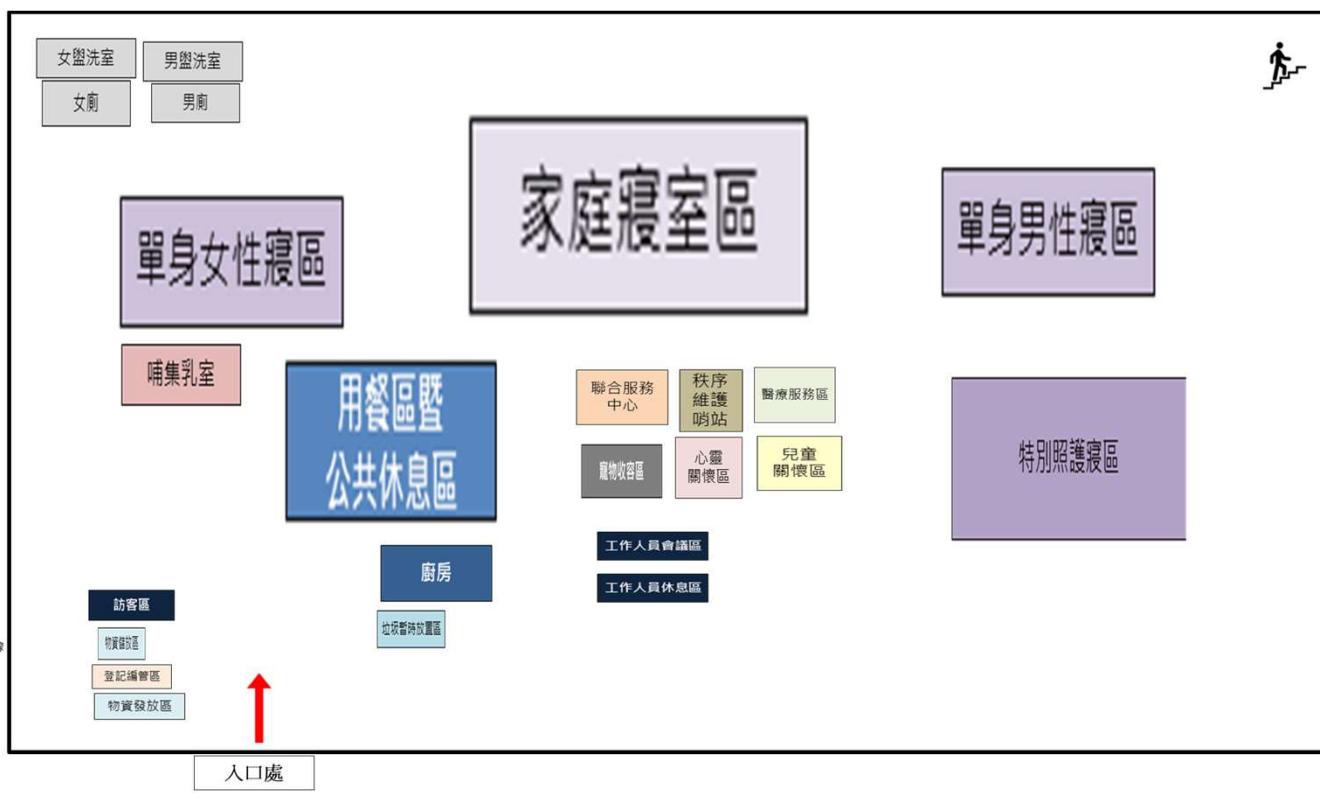 女盥洗室
男盥洗室
女廁
男廁
家庭寢室區
單身女性寢區
單身男性寢區
哺集乳室
用餐區暨
公共休息區
聯合服務
中心
秩序
維護
哨站
醫療服務區
寵物收容區
心靈
關懷區
兒童
關懷區
特別照護寢區
工作人員會議區
工作人員休息區
廚房
垃圾暫時放置區
訪客區
物資儲放區
登記編管區
物資發放區
入口處